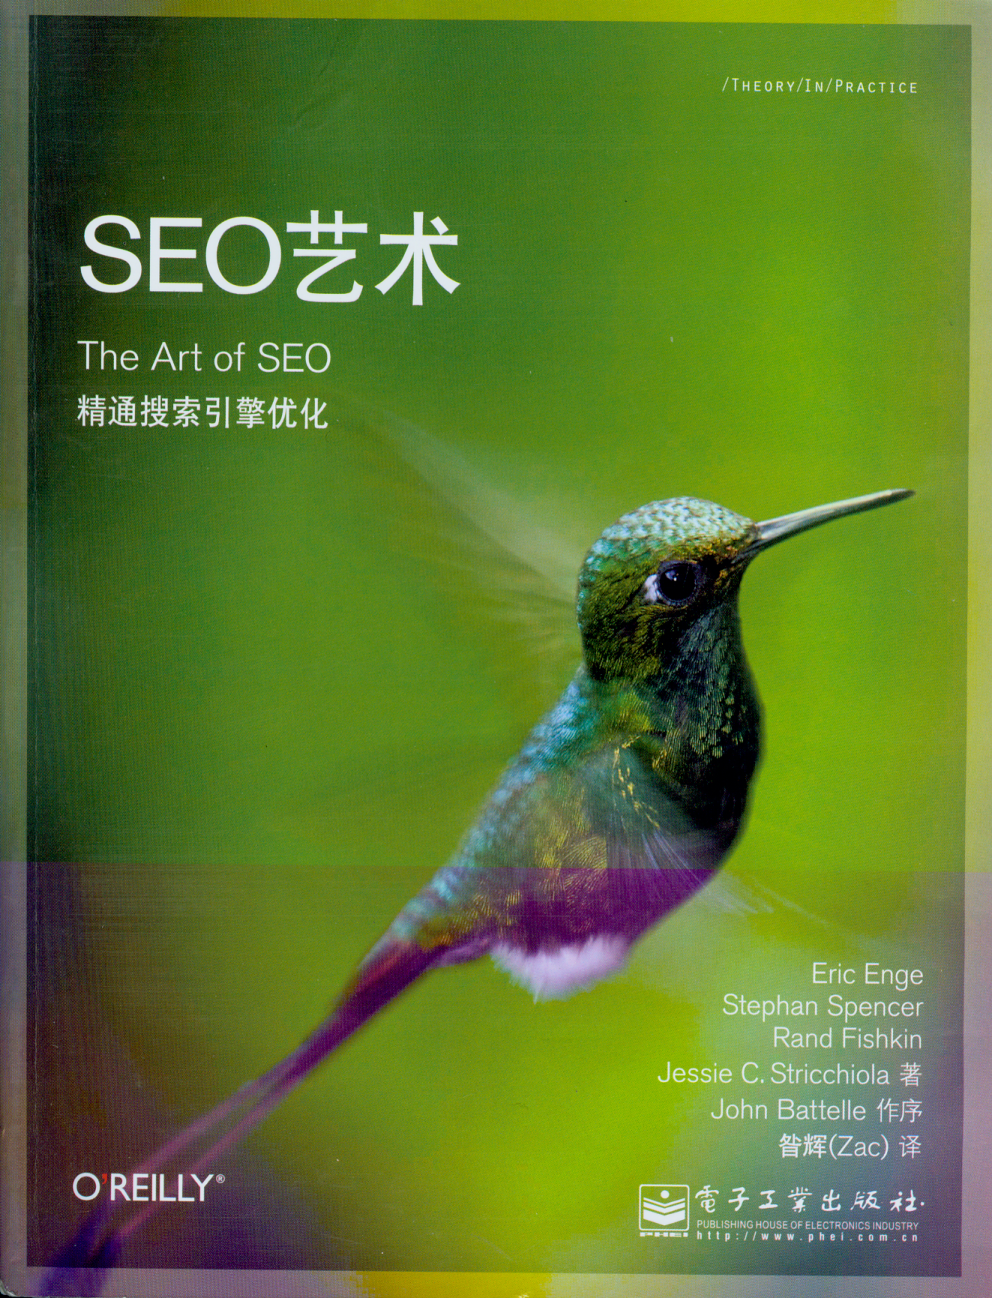 /THEORY/IN/PRACTICE
SEO艺术
The Art of SEO
精通搜索引擎优化
Eric Enge
Stephan Spencer
Rand Fishkin
Jessie C. Stricchiola 著
John Battelle 作序
昝辉(Zac) 译
O'REILLY®
電子工業出版社·
PUBLISHING HOUSE OF ELECTRONICS INDUSTRY
PHEI http://www.phei.com.cn